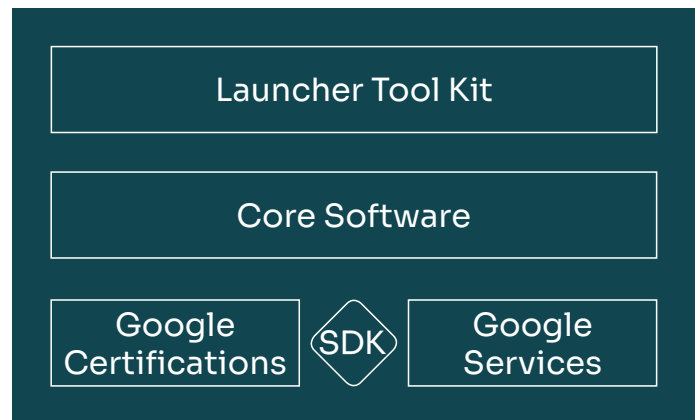 Launcher Tool Kit
Core Software
Google
Certifications
SDK
Google
Services